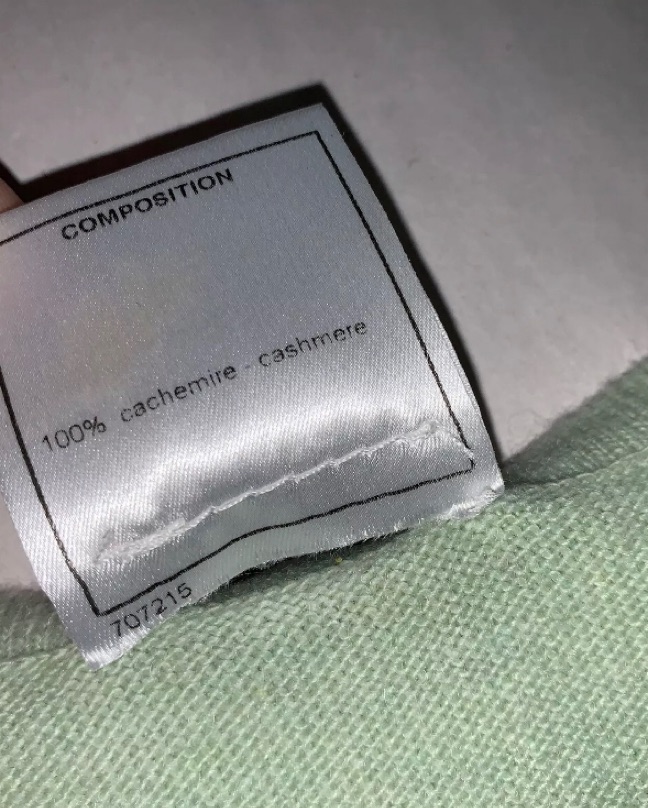 COMPOSITION
100% cachemire - cashmere
707215